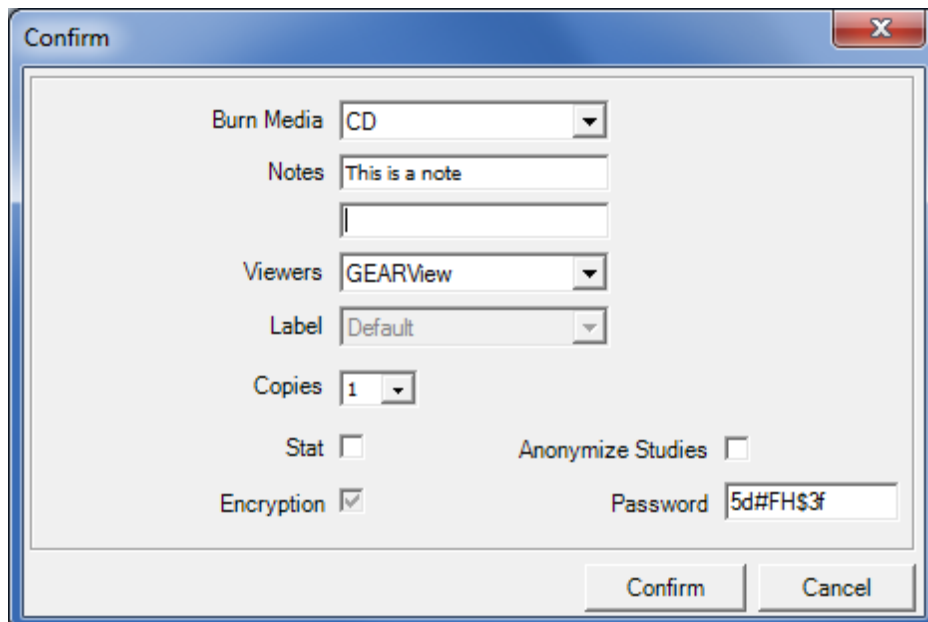 Confirm
Burn Media CD
Notes This is a note
Viewers GEARView
Label Default
Copies 1
Stat Anonymize Studies
Encryption Password 5d#FH$3f
Confirm Cancel